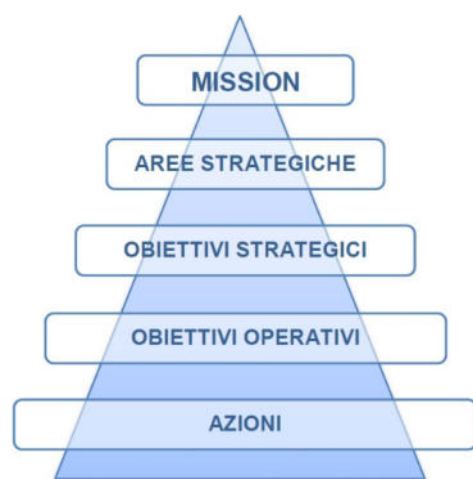 MISSION
AREE STRATEGICHE
OBIETTIVI STRATEGICI
OBIETTIVI OPERATIVI
AZIONI